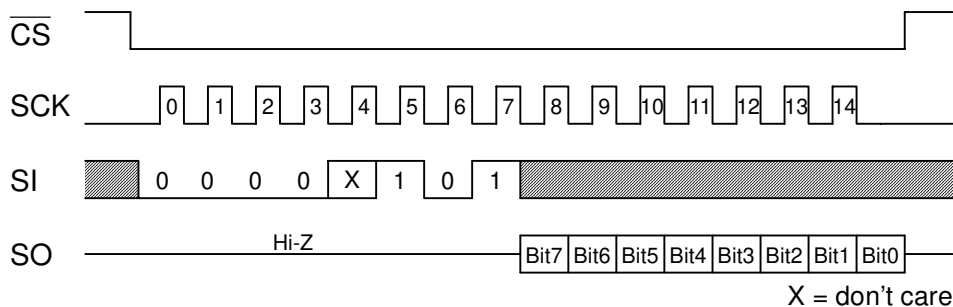 CS
SCK 0 1 2 3 4 5 6 7 8 9 10 11 12 13 14
SI 0 0 0 0 X 1 0 1
Hi-Z
SO Bit7 Bit6 Bit5 Bit4 Bit3 Bit2 Bit1 Bit0
X = don't care